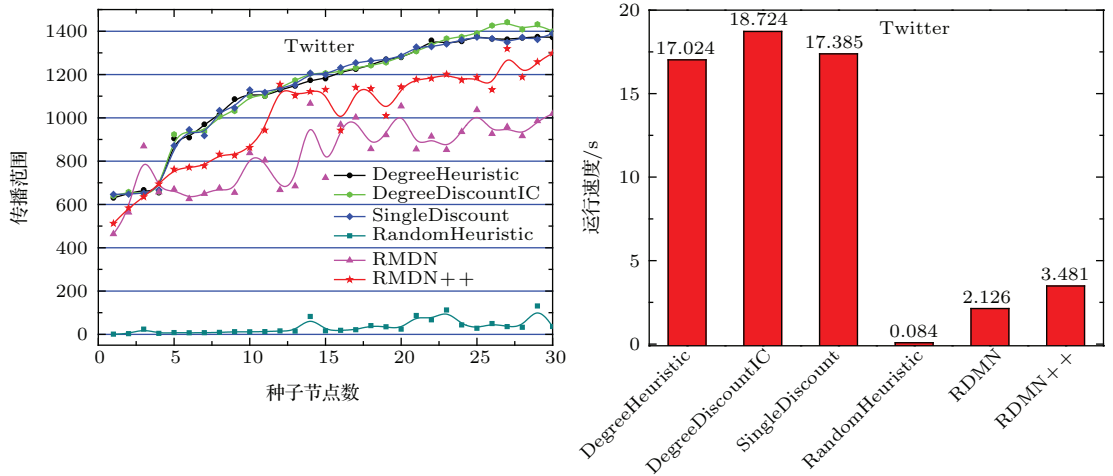 1400
1200
1000
800
600
400
200
0
0
5
10
15
20
25
30
传播范围
种子节点数
Twitter
DegreeHeuristic
DegreeDiscountIC
SingleDiscount
RandomHeuristic
RMDN
RMDN++
20
15
10
5
0
运行速度/s
Twitter
17.024
18.724
17.385
0.084
2.126
3.481
DegreeHeuristic
DegreeDiscountIC
SingleDiscount
RandomHeuristic
RDMN
RDMN++